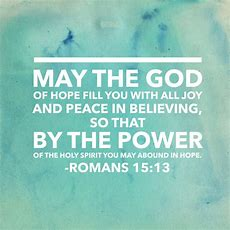 MAY THE GOD
OF HOPE FILL YOU WITH ALL JOY
AND PEACE IN BELIEVING,
SO THAT
BY THE POWER
OF THE HOLY SPIRIT YOU MAY ABOUND IN HOPE.
-ROMANS 15:13